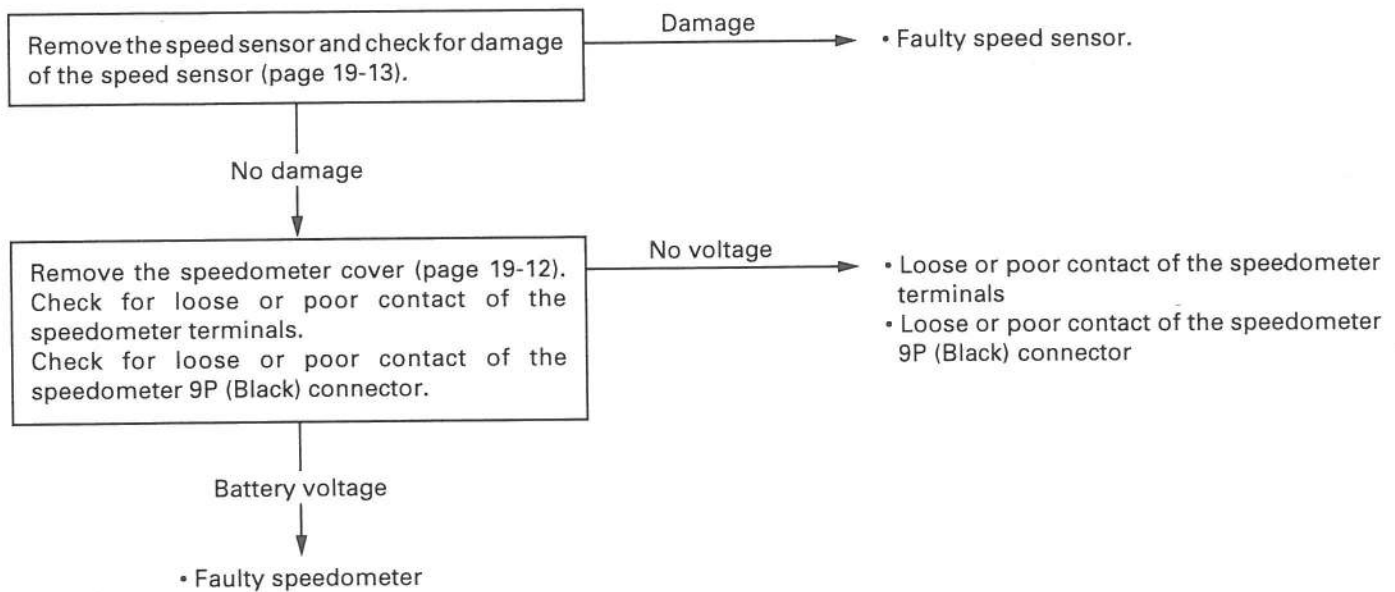 Damage
Remove the speed sensor and check for damage
of the speed sensor (page 19-13).
• Faulty speed sensor.
No damage
No voltage
Remove the speedometer cover (page 19-12).
Check for loose or poor contact of the
speedometer terminals.
Check for loose or poor contact of the
speedometer 9P (Black) connector.
• Loose or poor contact of the speedometer
terminals
• Loose or poor contact of the speedometer
9P (Black) connector
Battery voltage
• Faulty speedometer